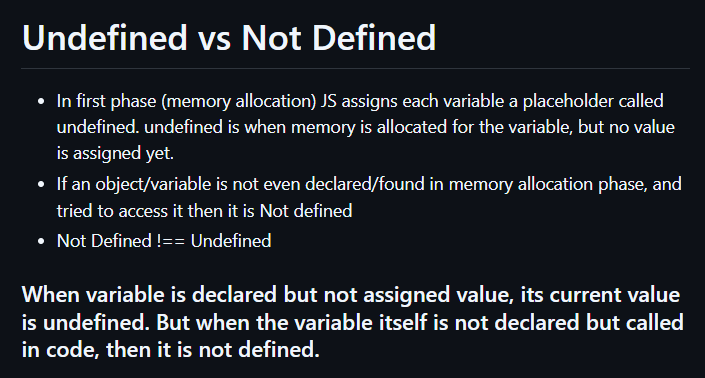 Undefined vs Not Defined
• In first phase (memory allocation) JS assigns each variable a placeholder called
undefined. undefined is when memory is allocated for the variable, but no value
is assigned yet.
• If an object/variable is not even declared/found in memory allocation phase, and
tried to access it then it is Not defined
• Not Defined !== Undefined
When variable is declared but not assigned value, its current value
is undefined. But when the variable itself is not declared but called
in code, then it is not defined.